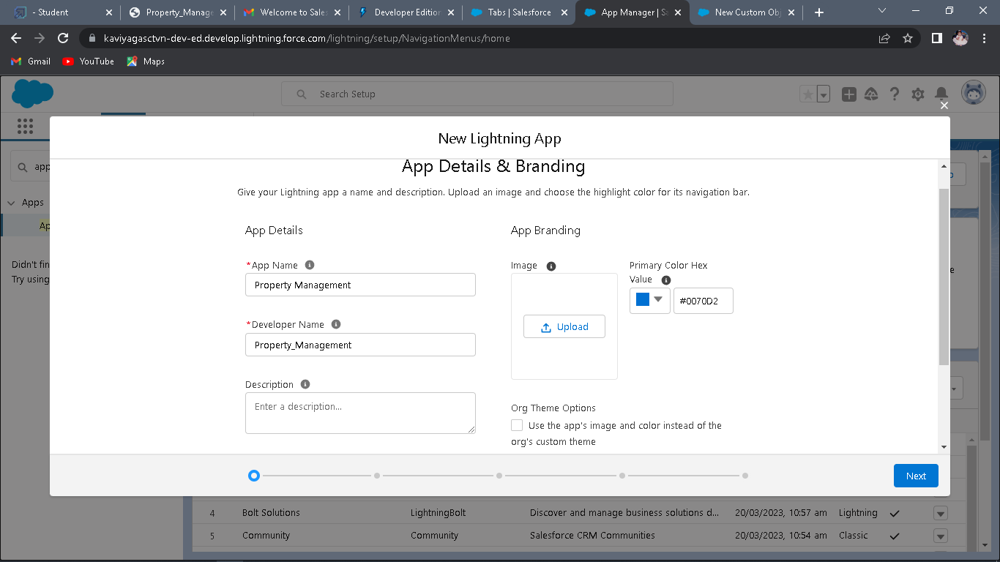 - Student
Property_Manage
Welcome to Sales
Developer Edition
Tabs | Salesforce
App Manager | Sa
New Custom Obj
kaviyagasctvn-dev-ed.develop.lightning.force.com/lightning/setup/NavigationMenus/home
Gmail
YouTube
Maps
Search Setup
New Lightning App
app
Apps
Ap
Didn't fin
Try using
App Details & Branding
Give your Lightning app a name and description. Upload an image and choose the highlight color for its navigation bar.
App Details
App Branding
*App Name
Property Management
*Developer Name
Property_Management
Description
Enter a description...
Image
Upload
Primary Color Hex
Value
#0070D2
Org Theme Options
Use the app's image and color instead of the
org's custom theme
Next
4 Bolt Solutions LightningBolt Discover and manage business solutions d... 20/03/2023, 10:57 am Lightning
5 Community Community Salesforce CRM Communities 20/03/2023, 10:54 am Classic